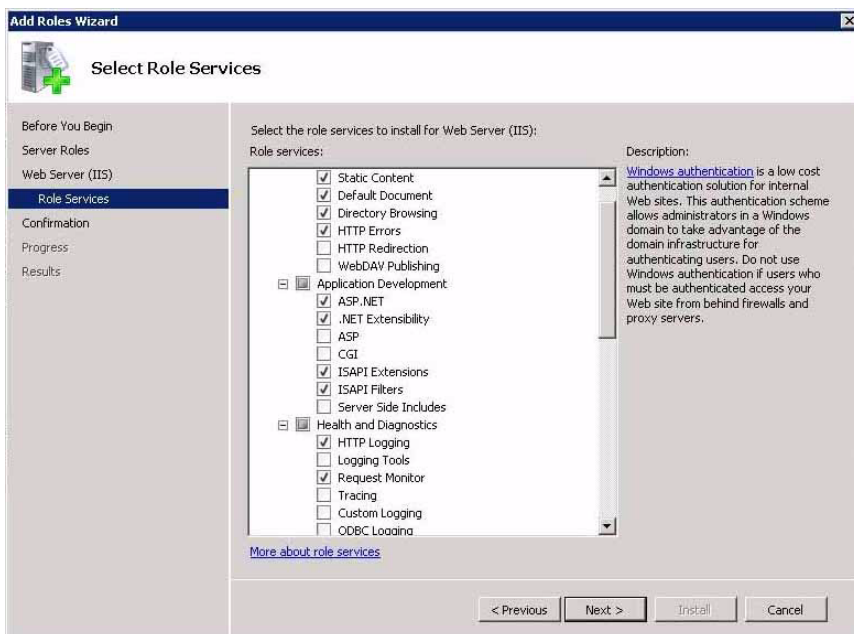 Add Roles Wizard
Select Role Services
Before You Begin
Server Roles
Web Server (IIS)
Role Services
Confirmation
Progress
Results
Select the role services to install for Web Server (IIS):
Role services:
Static Content
Default Document
Directory Browsing
HTTP Errors
HTTP Redirection
WebDAV Publishing
Application Development
ASP.NET
.NET Extensibility
ASP
CGI
ISAPI Extensions
ISAPI Filters
Server Side Includes
Health and Diagnostics
HTTP Logging
Logging Tools
Request Monitor
Tracing
Custom Logging
ODBC Logging
More about role services
Description:
Windows authentication is a low cost
authentication solution for internal
Web sites. This authentication scheme
allows administrators in a Windows
domain to take advantage of the
domain infrastructure for
authenticating users. Do not use
Windows authentication if users who
must be authenticated access your
Web site from behind firewalls and
proxy servers.
< Previous
Next >
Install
Cancel